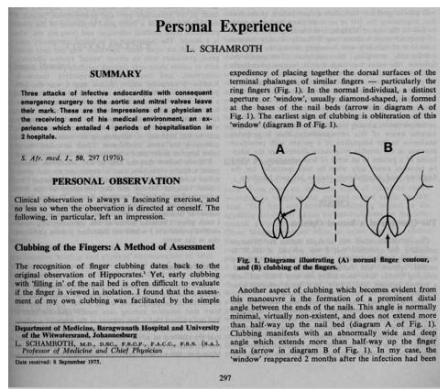 Personal Experience
L. SCHAMROTH
SUMMARY
Three attacks of infective endocarditis with consequent
emergency surgery to the aortic and mitral valves leave
their mark. These are the impressions of a physician at
the receiving end of his medical environment, an ex-
perience which entailed 4 periods of hospitalisation in
2 hospitals.
S. Afr. med. J., 50, 297 (1976).
PERSONAL OBSERVATION
Clinical observation is always a fascinating exercise, and
no less so when the observation is directed at oneself. The
following, in particular, left an impression.
Clubbing of the Fingers: A Method of Assessment
The recognition of finger clubbing dates back to the
original observation of Hippocrates.¹ Yet, early clubbing
with 'filling in' of the nail bed is often difficult to evaluate
if the finger is viewed in isolation. I found that the assess-
ment of my own clubbing was facilitated by the simple
Department of Medicine, Baragwanath Hospital and University
of the Witwatersrand, Johannesburg
L. SCHAMROTH, M.D., D.SC., F.R.C.P., F.A.C.C., F.R.S. (S.A.),
Professor of Medicine and Chief Physician
Date received: 8 September 1975.
expediency of placing together the dorsal surfaces of the
terminal phalanges of similar fingers — particularly the
ring fingers (Fig. 1). In the normal individual, a distinct
aperture or 'window', usually diamond-shaped, is formed
at the bases of the nail beds (arrow in diagram A of
Fig. 1). The earliest sign of clubbing is obliteration of this
'window' (diagram B of Fig. 1).
A
B
Fig. 1. Diagrams illustrating (A) normal finger contour,
and (B) clubbing of the fingers.
Another aspect of clubbing which becomes evident from
this manoeuvre is the formation of a prominent distal
angle between the ends of the nails. This angle is normally
minimal, virtually non-existent, and does not extend more
than half-way up the nail bed (diagram A of Fig. 1).
Clubbing manifests with an abnormally wide and deep
angle which extends more than half-way up the finger
nails (arrow in diagram B of Fig. 1). In my case, the
'window' reappeared 2 months after the infection had been
297